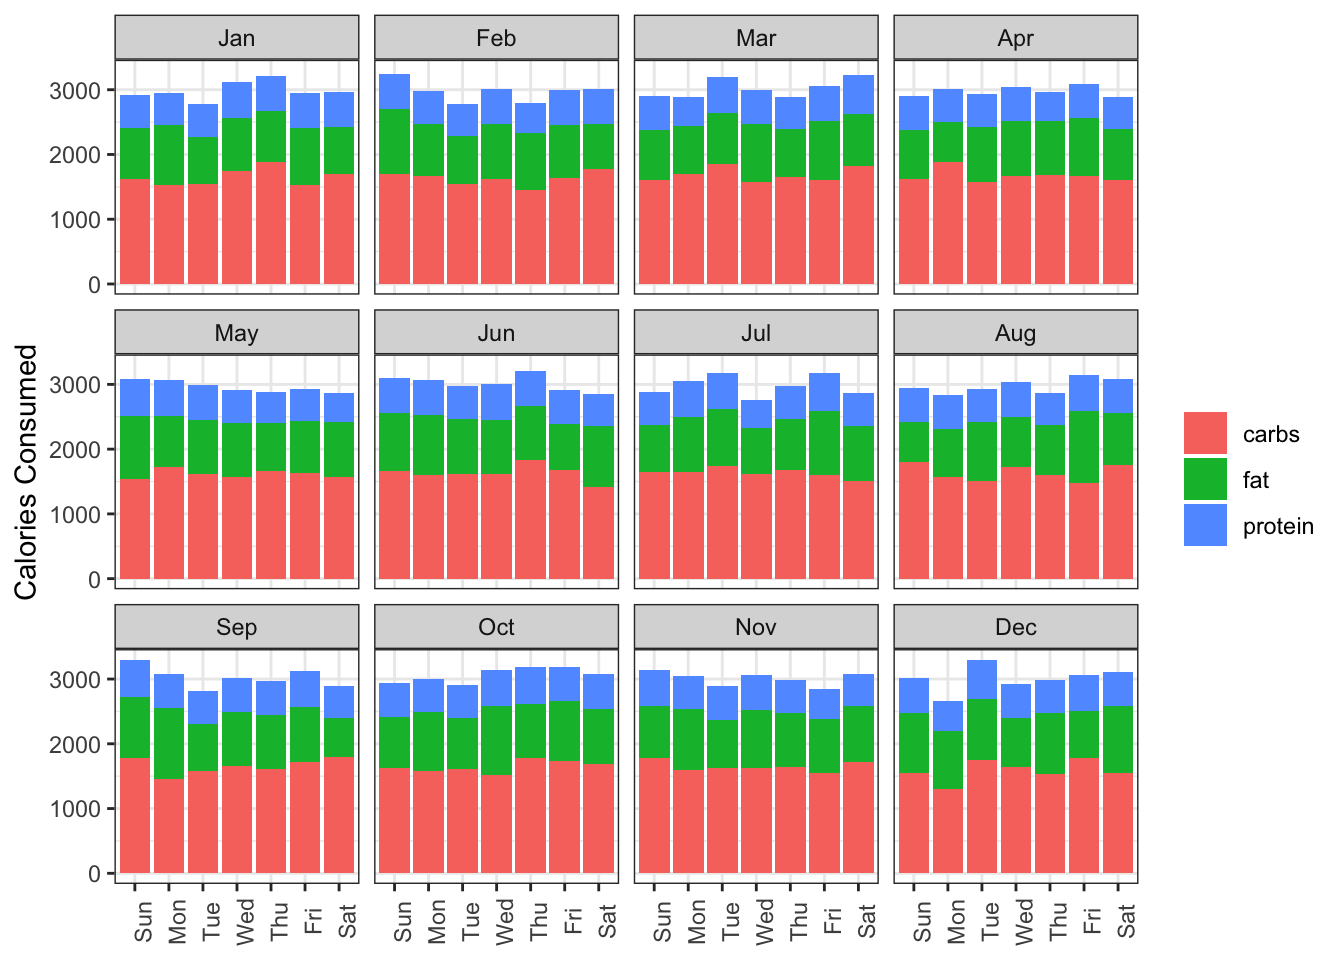 Jan Feb Mar Apr
3000
2000
1000
0
May Jun Jul Aug
3000
2000
1000
0
Sep Oct Nov Dec
3000
2000
1000
0
Sun Mon Tue Wed Thu Fri Sat Sun Mon Tue Wed Thu Fri Sat Sun Mon Tue Wed Thu Fri Sat Sun Mon Tue Wed Thu Fri Sat
Calories Consumed
carbs
fat
protein